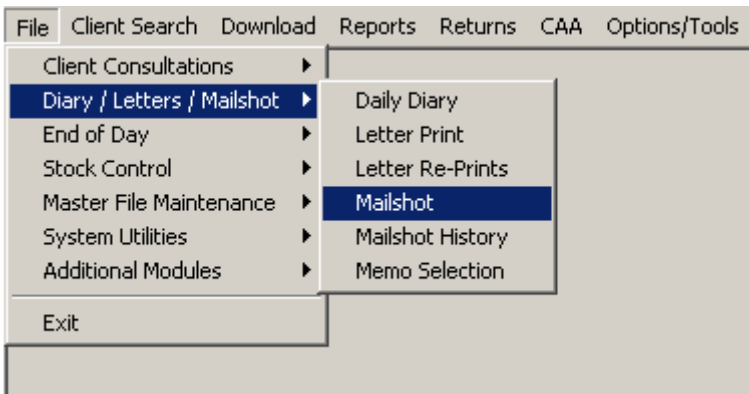 File Client Search Download Reports Returns CAA Options/Tools
Client Consultations
Diary / Letters / Mailshot
End of Day
Stock Control
Master File Maintenance
System Utilities
Additional Modules
Exit
Daily Diary
Letter Print
Letter Re-Prints
Mailshot
Mailshot History
Memo Selection